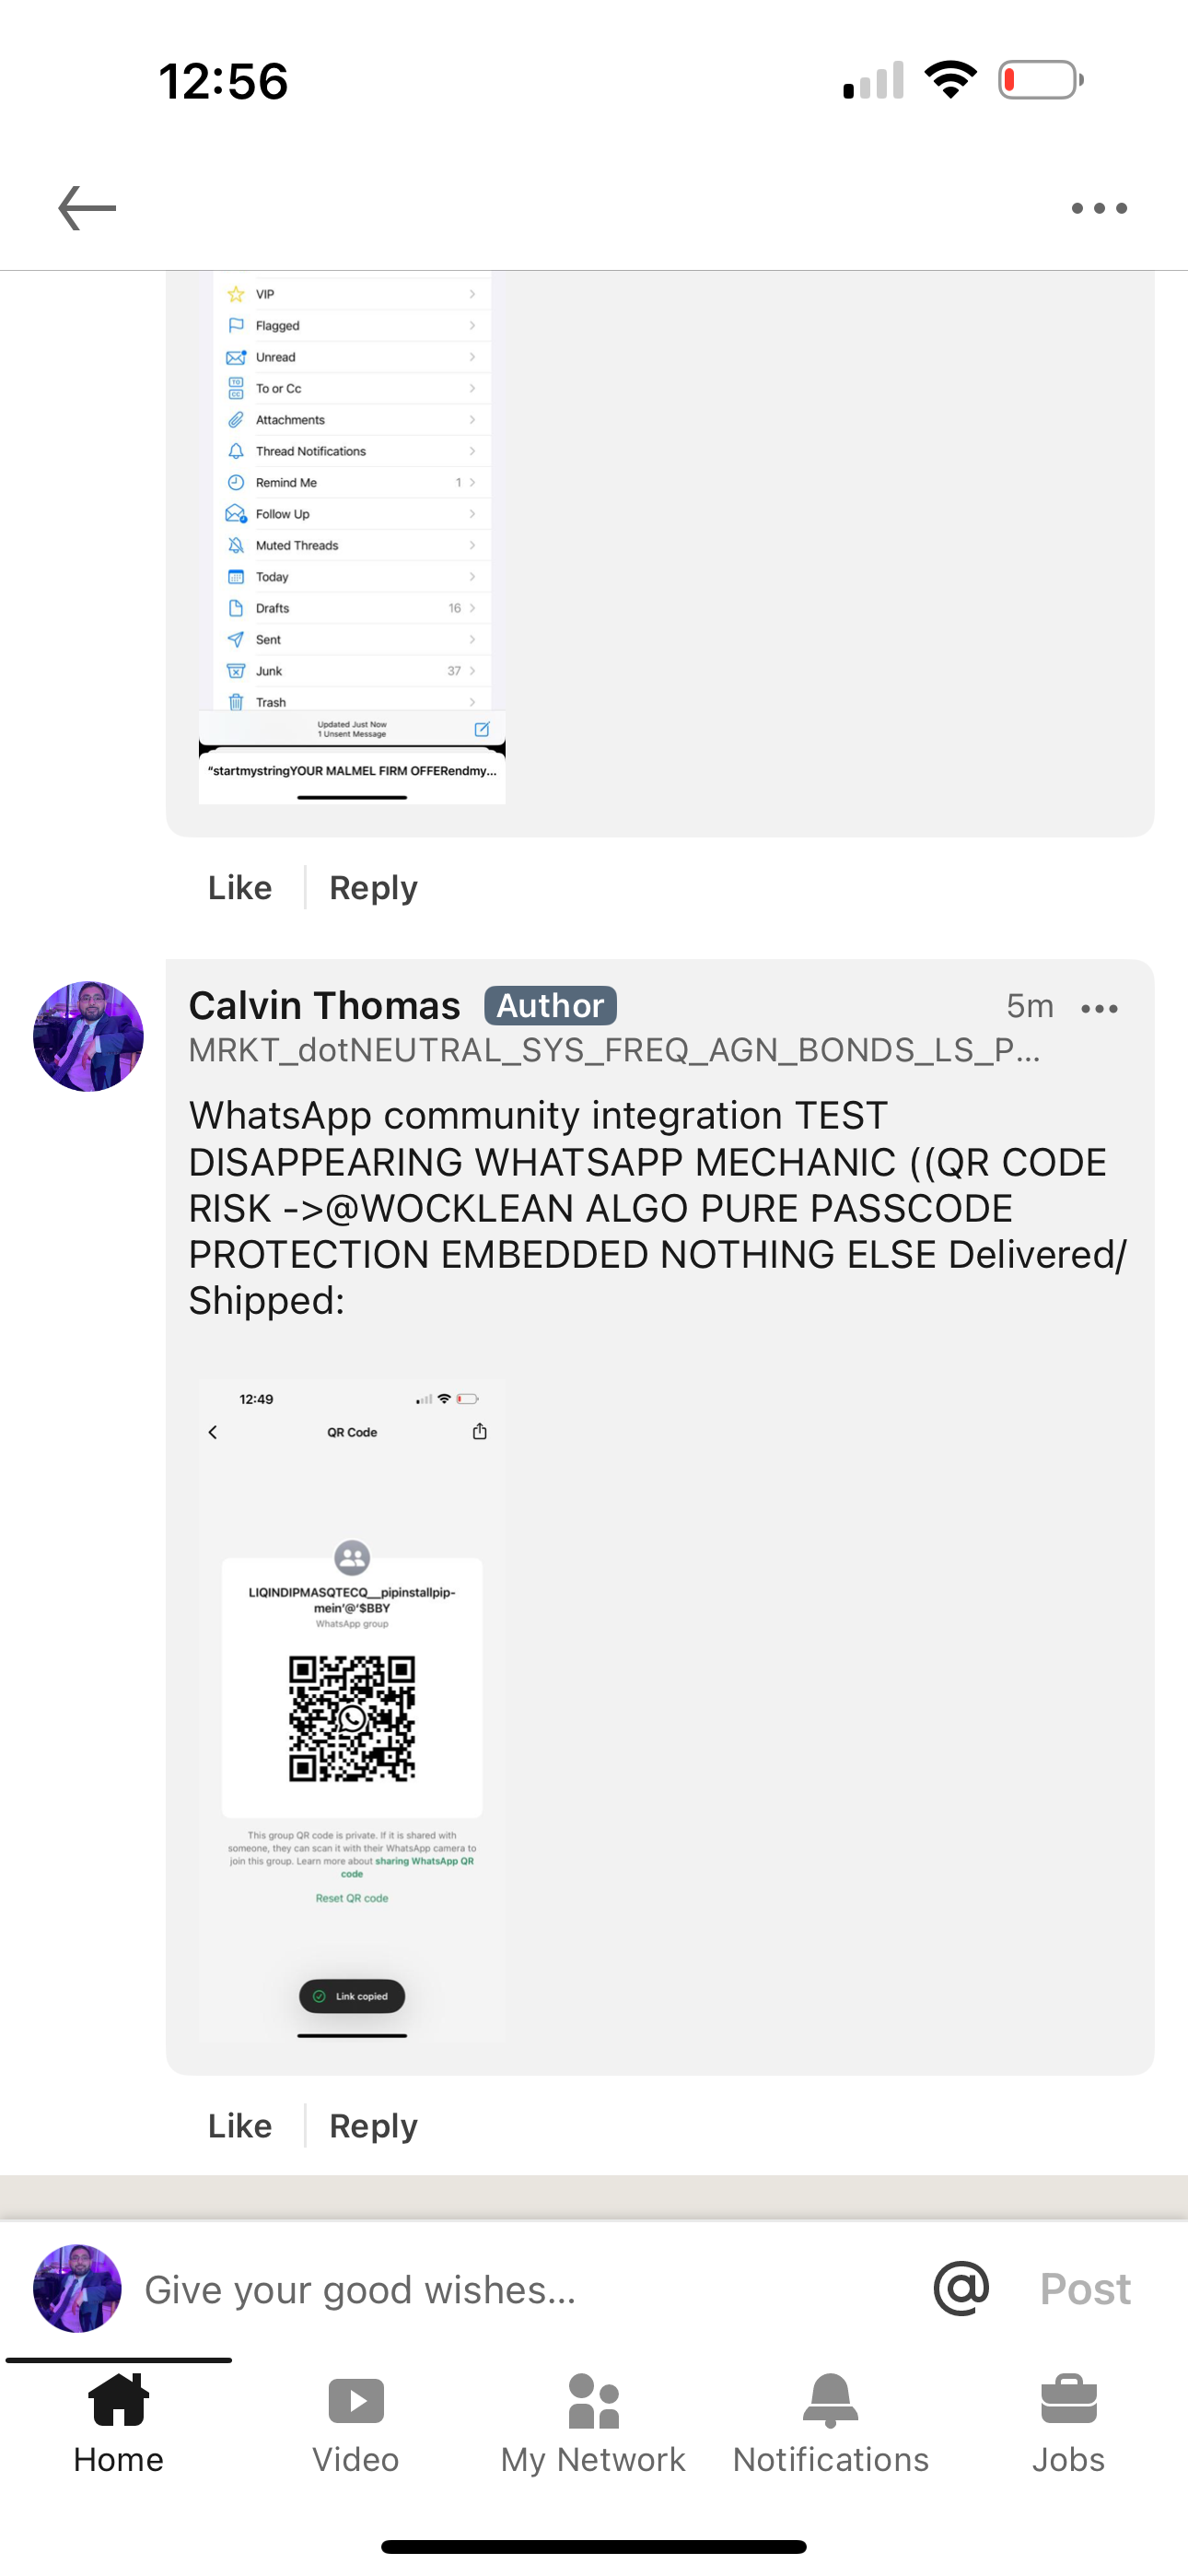 12:56
VIP
Flagged
Unread
TO
CC
To or Cc
Attachments
Thread Notifications
Remind Me 1
Follow Up
Muted Threads
Today
Drafts 16
Sent
Junk 37
Trash
Updated Just Now
1 Unsent Message
“startmystringYOUR MALMEL FIRM OFFERendmy...
Like Reply
Calvin Thomas Author 5m
MRKT_dotNEUTRAL_SYS_FREQ_AGN_BONDS_LS_P...
WhatsApp community integration TEST
DISAPPEARING WHATSAPP MECHANIC ((QR CODE
RISK ->@WOCKLEAN ALGO PURE PASSCODE
PROTECTION EMBEDDED NOTHING ELSE Delivered/
Shipped:
12:49
QR Code
LIQINDIPMASQTECQ__pipinstallpip-
mein'@'$BBY
WhatsApp group
This group QR code is private. If it is shared with
someone, they can scan it with their WhatsApp camera to
join this group. Learn more about sharing WhatsApp QR
code
Reset QR code
Link copied
Like Reply
Give your good wishes... @ Post
Home Video My Network Notifications Jobs